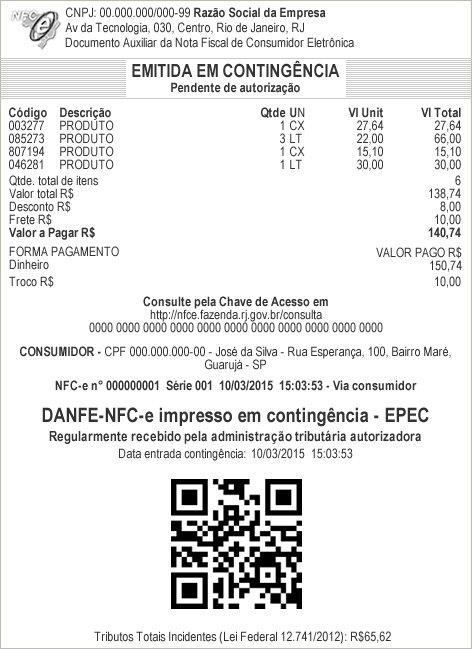 NFC-e
CNPJ: 00.000.000/000-99 Razão Social da Empresa
Av da Tecnologia, 030, Centro, Rio de Janeiro, RJ
Documento Auxiliar da Nota Fiscal de Consumidor Eletrônica
EMITIDA EM CONTINGÊNCIA
Pendente de autorização
Código Descrição Qtde UN Vl Unit Vl Total
003277 PRODUTO 1 CX 27,64 27,64
085273 PRODUTO 3 LT 22,00 66,00
807194 PRODUTO 1 CX 15,10 15,10
046281 PRODUTO 1 LT 30,00 30,00
Qtde. total de itens 6
Valor total R$ 138,74
Desconto R$ 8,00
Frete R$ 10,00
Valor a Pagar R$ 140,74
FORMA PAGAMENTO VALOR PAGO R$
Dinheiro 150,74
Troco R$ 10,00
Consulte pela Chave de Acesso em
http://nfce.fazenda.rj.gov.br/consulta
0000 0000 0000 0000 0000 0000 0000 0000 0000 0000 0000
CONSUMIDOR - CPF 000.000.000-00 - José da Silva - Rua Esperança, 100, Bairro Maré,
Guarujá - SP
NFC-e n° 000000001 Série 001 10/03/2015 15:03:53 - Via consumidor
DANFE-NFC-e impresso em contingência - EPEC
Regularmente recebido pela administração tributária autorizadora
Data entrada contingência: 10/03/2015 15:03:53
Tributos Totais Incidentes (Lei Federal 12.741/2012): R$65,62